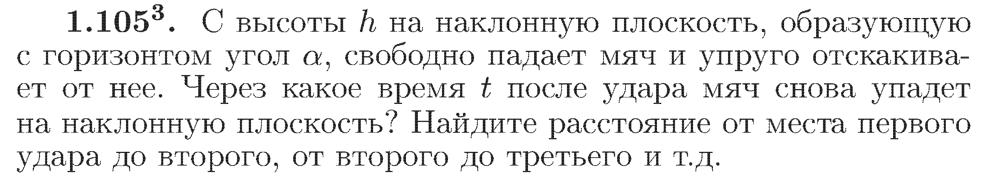 1.105³. С высоты h на наклонную плоскость, образующую
с горизонтом угол α, свободно падает мяч и упруго отскакива-
ет от нее. Через какое время t после удара мяч снова упадет
на наклонную плоскость? Найдите расстояние от места первого
удара до второго, от второго до третьего и т.д.